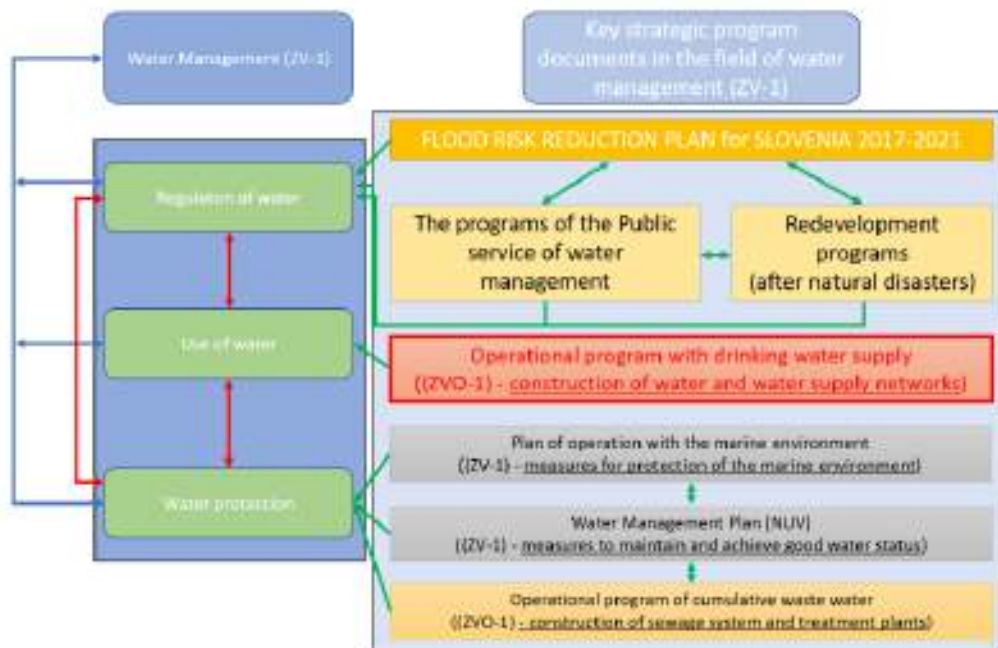 Water Management (ZV-1)
Key strategic program
documents in the field of water
management (ZV-1)
FLOOD RISK REDUCTION PLAN for SLOVENIA 2017-2021
Regulation of water
The programs of the Public
service of water
management
Redevelopment
programs
(after natural disasters)
Use of water
Operational program with drinking water supply
((ZVO-1) - construction of water and water supply networks)
Plan of operation with the marine environment
((ZV-1) - measures for protection of the marine environment)
Water protection
Water Management Plan (NUV)
((ZV-1) - measures to maintain and achieve good water status)
Operational program of cumulative waste water
((ZVO-1) - construction of sewage system and treatment plants)